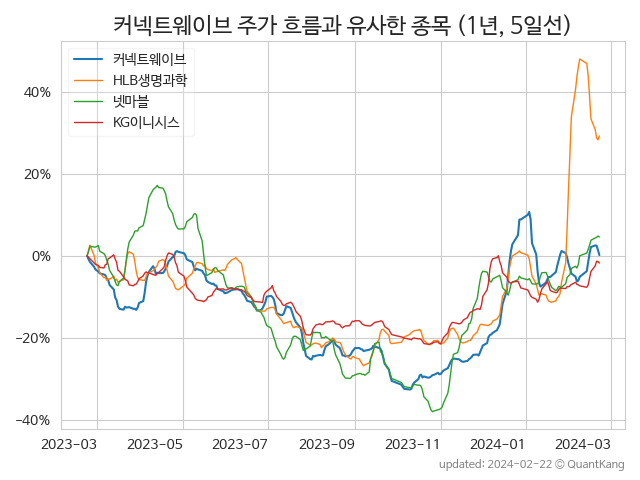 커넥트웨이브 주가 흐름과 유사한 종목 (1년, 5일선)
커넥트웨이브
HLB생명과학
넷마블
KG이니시스
40%
20%
0%
−20%
−40%
2023-03 2023-05 2023-07 2023-09 2023-11 2024-01 2024-03
updated: 2024-02-22 © QuantKang